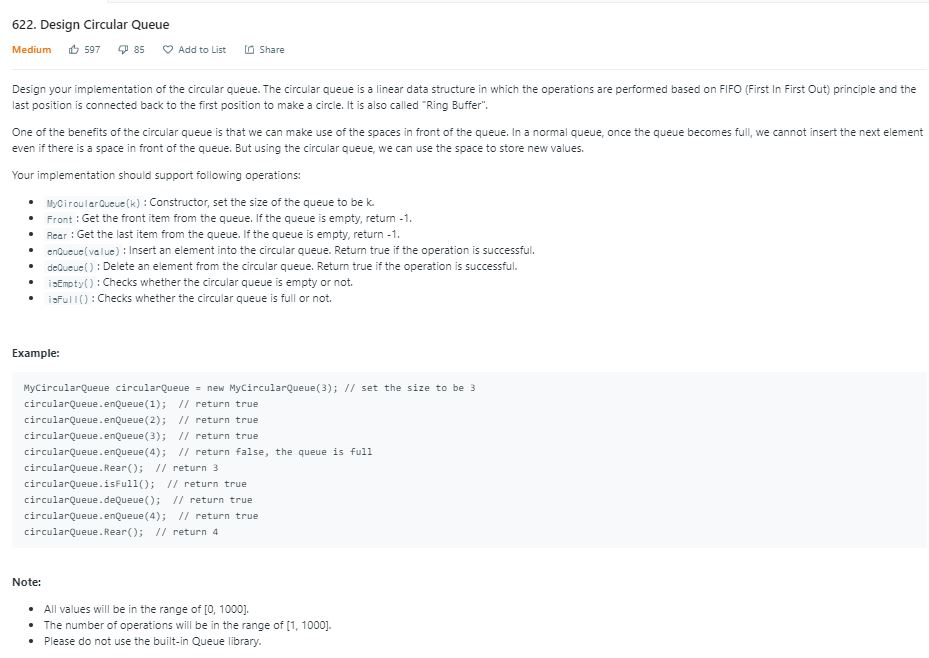 622. Design Circular Queue
Medium 597 85 Add to List Share
Design your implementation of the circular queue. The circular queue is a linear data structure in which the operations are performed based on FIFO (First In First Out) principle and the
last position is connected back to the first position to make a circle. It is also called "Ring Buffer".
One of the benefits of the circular queue is that we can make use of the spaces in front of the queue. In a normal queue, once the queue becomes full, we cannot insert the next element
even if there is a space in front of the queue. But using the circular queue, we can use the space to store new values.
Your implementation should support following operations:
• MyCircularQueue(k) : Constructor, set the size of the queue to be k.
• Front : Get the front item from the queue. If the queue is empty, return -1.
• Rear : Get the last item from the queue. If the queue is empty, return -1.
• enQueue(value) : Insert an element into the circular queue. Return true if the operation is successful.
• deQueue() : Delete an element from the circular queue. Return true if the operation is successful.
• isEmpty() : Checks whether the circular queue is empty or not.
• isFull() : Checks whether the circular queue is full or not.
Example:
MyCircularQueue circularQueue = new MyCircularQueue(3); // set the size to be 3
circularQueue.enQueue(1); // return true
circularQueue.enQueue(2); // return true
circularQueue.enQueue(3); // return true
circularQueue.enQueue(4); // return false, the queue is full
circularQueue.Rear(); // return 3
circularQueue.isFull(); // return true
circularQueue.deQueue(); // return true
circularQueue.enQueue(4); // return true
circularQueue.Rear(); // return 4
Note:
• All values will be in the range of [0, 1000].
• The number of operations will be in the range of [1, 1000].
• Please do not use the built-in Queue library.